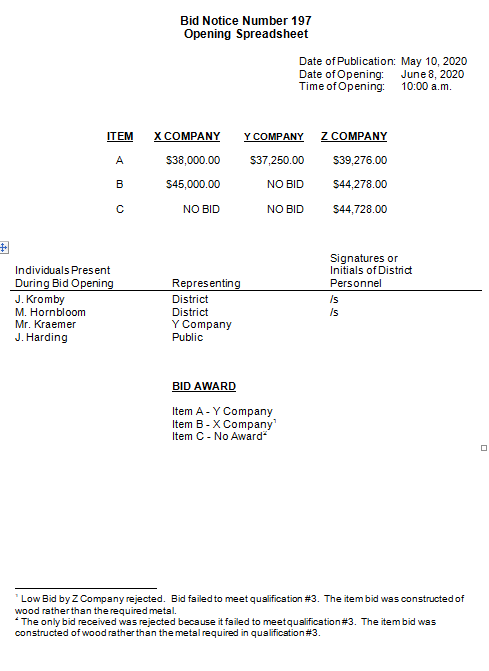 Bid Notice Number 197
Opening Spreadsheet
Date of Publication: May 10, 2020
Date of Opening: June 8, 2020
Time of Opening: 10:00 a.m.
ITEM X COMPANY Y COMPANY Z COMPANY
A $38,000.00 $37,250.00 $39,276.00
B $45,000.00 NO BID $44,278.00
C NO BID NO BID $44,728.00
Individuals Present
During Bid Opening Representing Signatures or
Initials of District
Personnel
J. Kromby District /s
M. Hornbloom District /s
Mr. Kraemer Y Company
J. Harding Public
BID AWARD
Item A - Y Company
Item B - X Company¹
Item C - No Award²
¹ Low Bid by Z Company rejected. Bid failed to meet qualification #3. The item bid was constructed of
wood rather than the required metal.
² The only bid received was rejected because it failed to meet qualification #3. The item bid was
constructed of wood rather than the metal required in qualification #3.